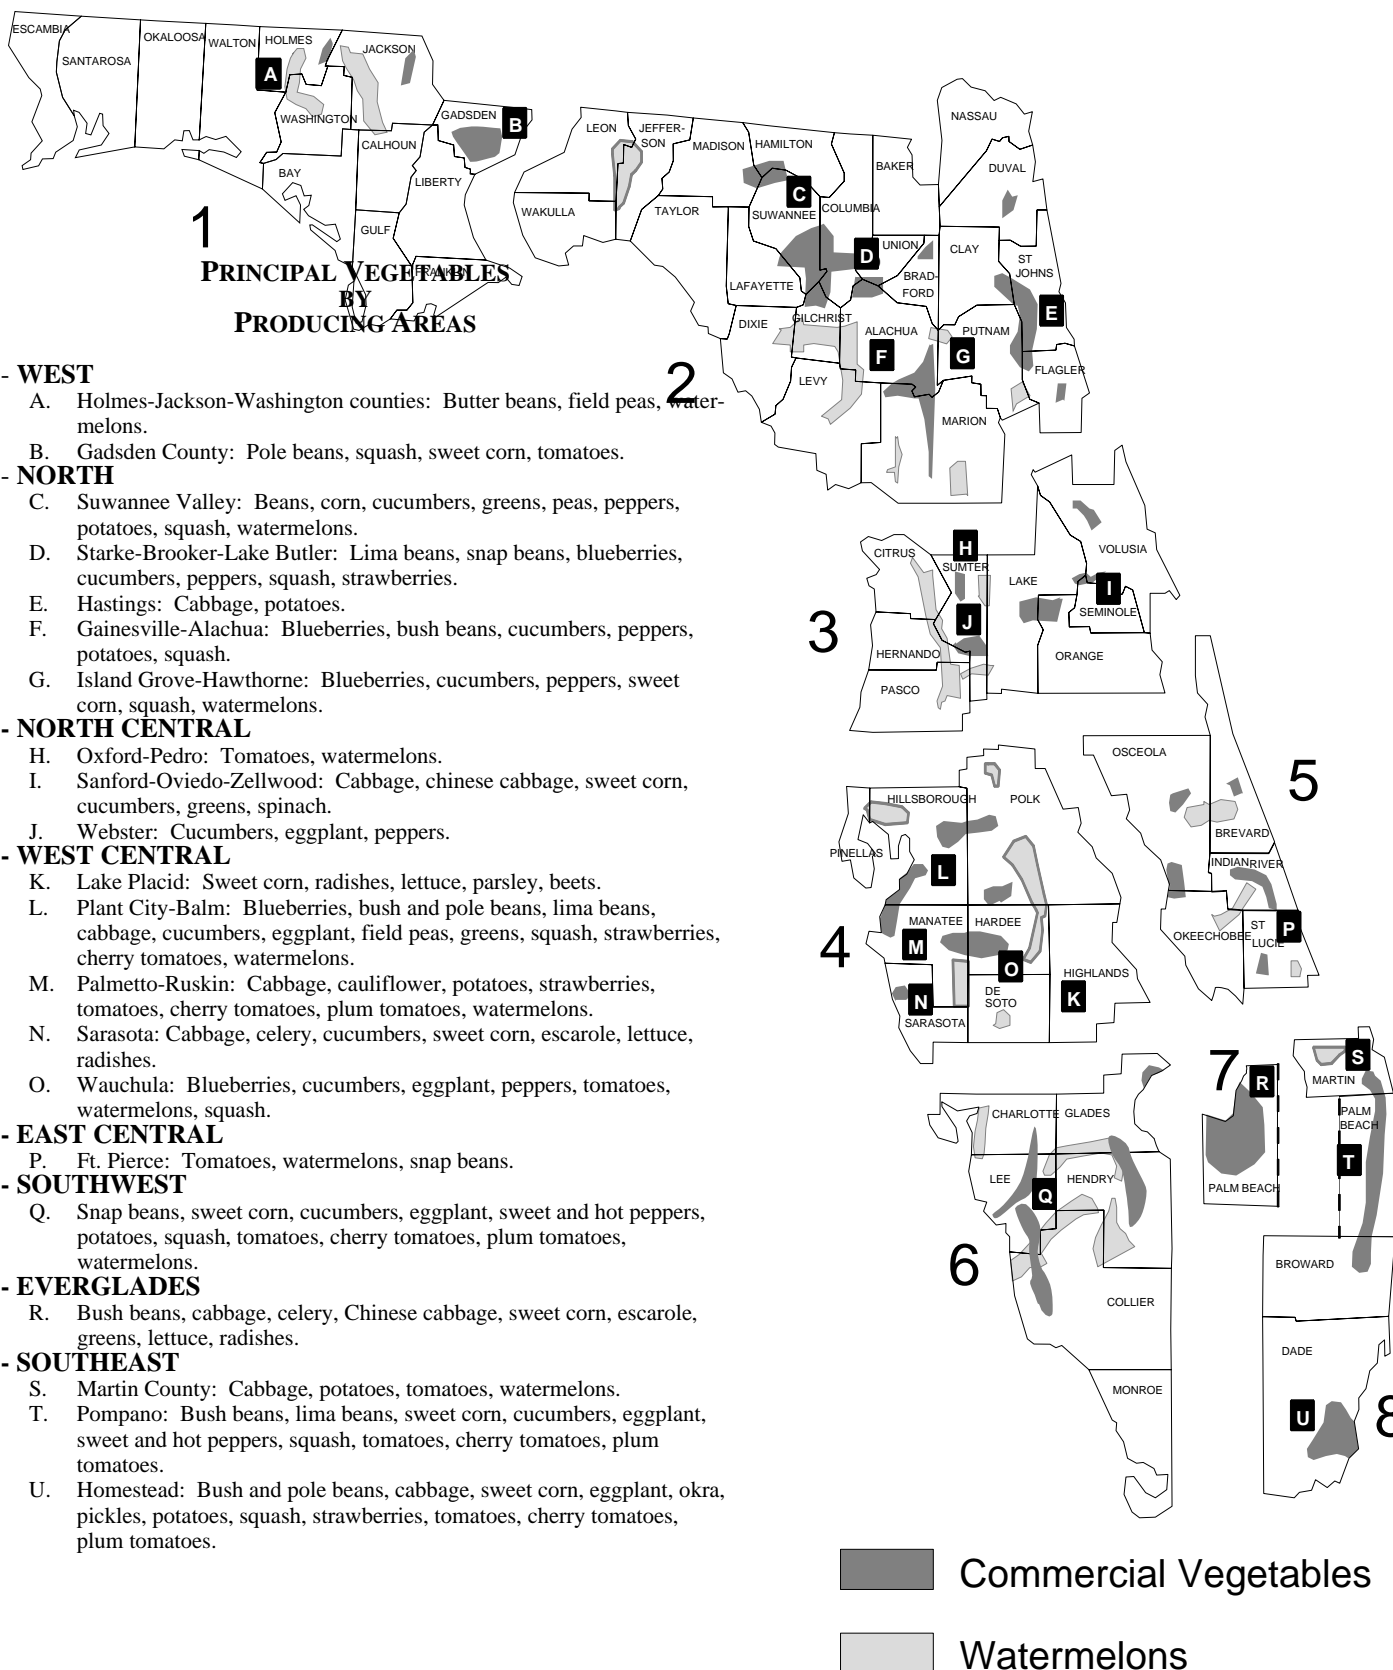 ESCAMBIA
SANTAROSA
OKALOOSA
WALTON
HOLMES
JACKSON
A
WASHINGTON
GADSDEN
B
CALHOUN
BAY
LIBERTY
GULF
FRANKLIN
1
LEON
JEFFER-
SON
MADISON
HAMILTON
NASSAU
BAKER
DUVAL
WAKULLA
TAYLOR
C
SUWANNEE
COLUMBIA
D
UNION
CLAY
ST
JOHNS
LAFAYETTE
BRAD-
FORD
E
DIXIE
GILCHRIST
ALACHUA
PUTNAM
F
G
FLAGLER
LEVY
2
MARION
PRINCIPAL VEGETABLES
BY
PRODUCING AREAS
- WEST
A. Holmes-Jackson-Washington counties: Butter beans, field peas, water-
melons.
B. Gadsden County: Pole beans, squash, sweet corn, tomatoes.
- NORTH
C. Suwannee Valley: Beans, corn, cucumbers, greens, peas, peppers,
potatoes, squash, watermelons.
D. Starke-Brooker-Lake Butler: Lima beans, snap beans, blueberries,
cucumbers, peppers, squash, strawberries.
E. Hastings: Cabbage, potatoes.
F. Gainesville-Alachua: Blueberries, bush beans, cucumbers, peppers,
potatoes, squash.
G. Island Grove-Hawthorne: Blueberries, cucumbers, peppers, sweet
corn, squash, watermelons.
- NORTH CENTRAL
H. Oxford-Pedro: Tomatoes, watermelons.
I. Sanford-Oviedo-Zellwood: Cabbage, chinese cabbage, sweet corn,
cucumbers, greens, spinach.
J. Webster: Cucumbers, eggplant, peppers.
- WEST CENTRAL
K. Lake Placid: Sweet corn, radishes, lettuce, parsley, beets.
L. Plant City-Balm: Blueberries, bush and pole beans, lima beans,
cabbage, cucumbers, eggplant, field peas, greens, squash, strawberries,
cherry tomatoes, watermelons.
M. Palmetto-Ruskin: Cabbage, cauliflower, potatoes, strawberries,
tomatoes, cherry tomatoes, plum tomatoes, watermelons.
N. Sarasota: Cabbage, celery, cucumbers, sweet corn, escarole, lettuce,
radishes.
O. Wauchula: Blueberries, cucumbers, eggplant, peppers, tomatoes,
watermelons, squash.
- EAST CENTRAL
P. Ft. Pierce: Tomatoes, watermelons, snap beans.
- SOUTHWEST
Q. Snap beans, sweet corn, cucumbers, eggplant, sweet and hot peppers,
potatoes, squash, tomatoes, cherry tomatoes, plum tomatoes,
watermelons.
- EVERGLADES
R. Bush beans, cabbage, celery, Chinese cabbage, sweet corn, escarole,
greens, lettuce, radishes.
- SOUTHEAST
S. Martin County: Cabbage, potatoes, tomatoes, watermelons.
T. Pompano: Bush beans, lima beans, sweet corn, cucumbers, eggplant,
sweet and hot peppers, squash, tomatoes, cherry tomatoes, plum
tomatoes.
U. Homestead: Bush and pole beans, cabbage, sweet corn, eggplant, okra,
pickles, potatoes, squash, strawberries, tomatoes, cherry tomatoes,
plum tomatoes.
CITRUS
H
SUMTER
VOLUSIA
LAKE
I
SEMINOLE
3
J
HERNANDO
ORANGE
PASCO
OSCEOLA
5
HILLSBOROUGH
POLK
BREVARD
PINELLAS
L
INDIAN RIVER
MANATEE
HARDEE
4
M
O
OKEECHOBEE
ST
LUCIE
P
HIGHLANDS
N
DE
SOTO
K
SARASOTA
7
R
S
MARTIN
CHARLOTTE
GLADES
PALM
BEACH
LEE
Q
HENDRY
T
PALM BEACH
6
BROWARD
COLLIER
DADE
MONROE
U
8
Commercial Vegetables
Watermelons